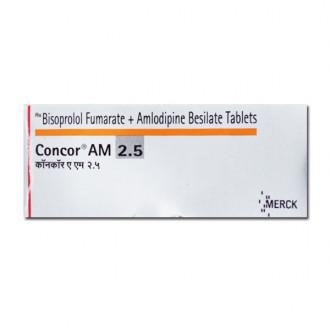 Rx Bisoprolol Fumarate + Amlodipine Besilate Tablets
Concor® AM 2.5
कॉनकॉर ए एम २.५
MERCK